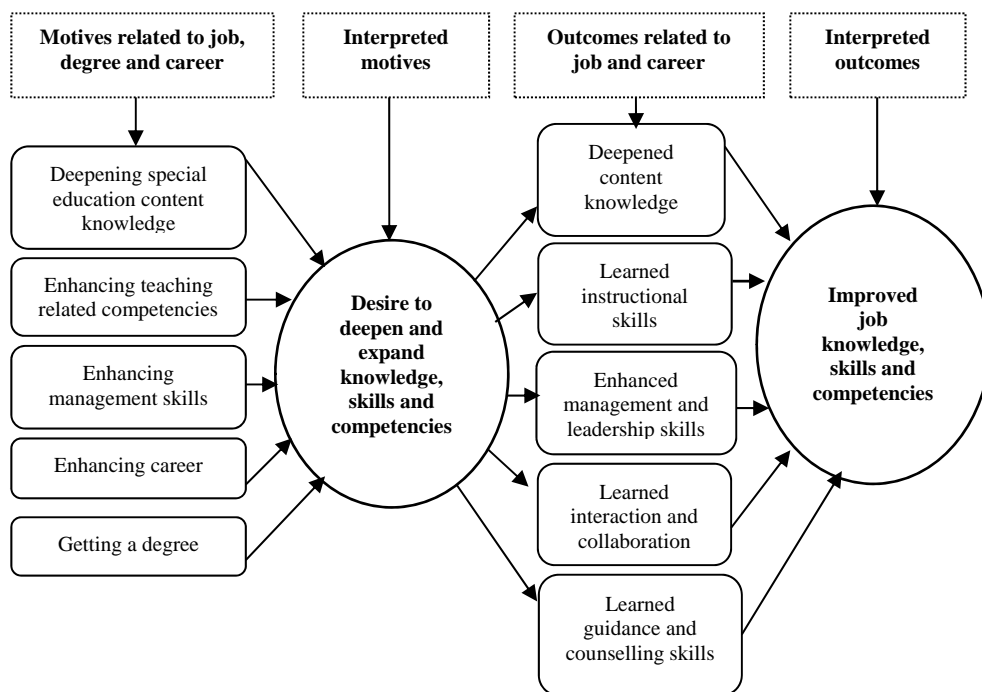 Motives related to job,
degree and career
Interpreted
motives
Outcomes related to
job and career
Interpreted
outcomes
Deepening special
education content
knowledge
Enhancing teaching
related competencies
Enhancing
management skills
Enhancing career
Getting a degree
Desire to
deepen and
expand
knowledge,
skills and
competencies
Deepened
content
knowledge
Learned
instructional
skills
Enhanced
management and
leadership skills
Learned
interaction and
collaboration
Learned
guidance and
counselling skills
Improved
job
knowledge,
skills and
competencies